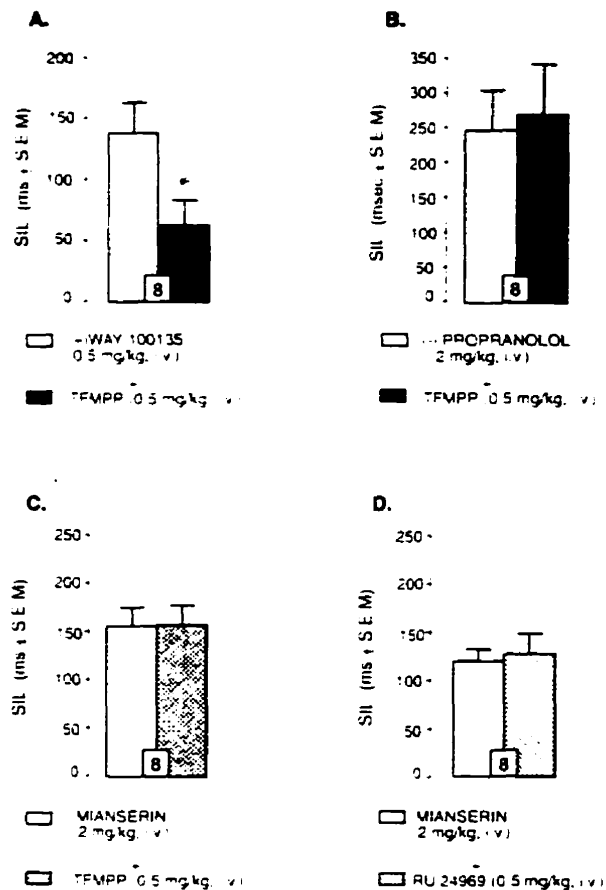 A.
200
150
100
50
0
SIL (ms ± S E M)
*
8
WAY 100135
0.5 mg/kg, i v)
+
TFMPP (0.5 mg/kg, i v)
B.
350
300
250
200
150
100
50
0
SIL (msec ± S E M)
8
PROPRANOLOL
2 mg/kg, i v)
+
TFMPP (0.5 mg/kg, i v)
C.
250
200
150
100
50
0
SIL (ms ± S E M)
8
MIANSERIN
2 mg/kg, i v)
+
TFMPP (0.5 mg/kg, i v)
D.
250
200
150
100
50
0
SIL (ms ± S E M)
8
MIANSERIN
2 mg/kg, i v)
+
RU 24969 (0.5 mg/kg, i v)